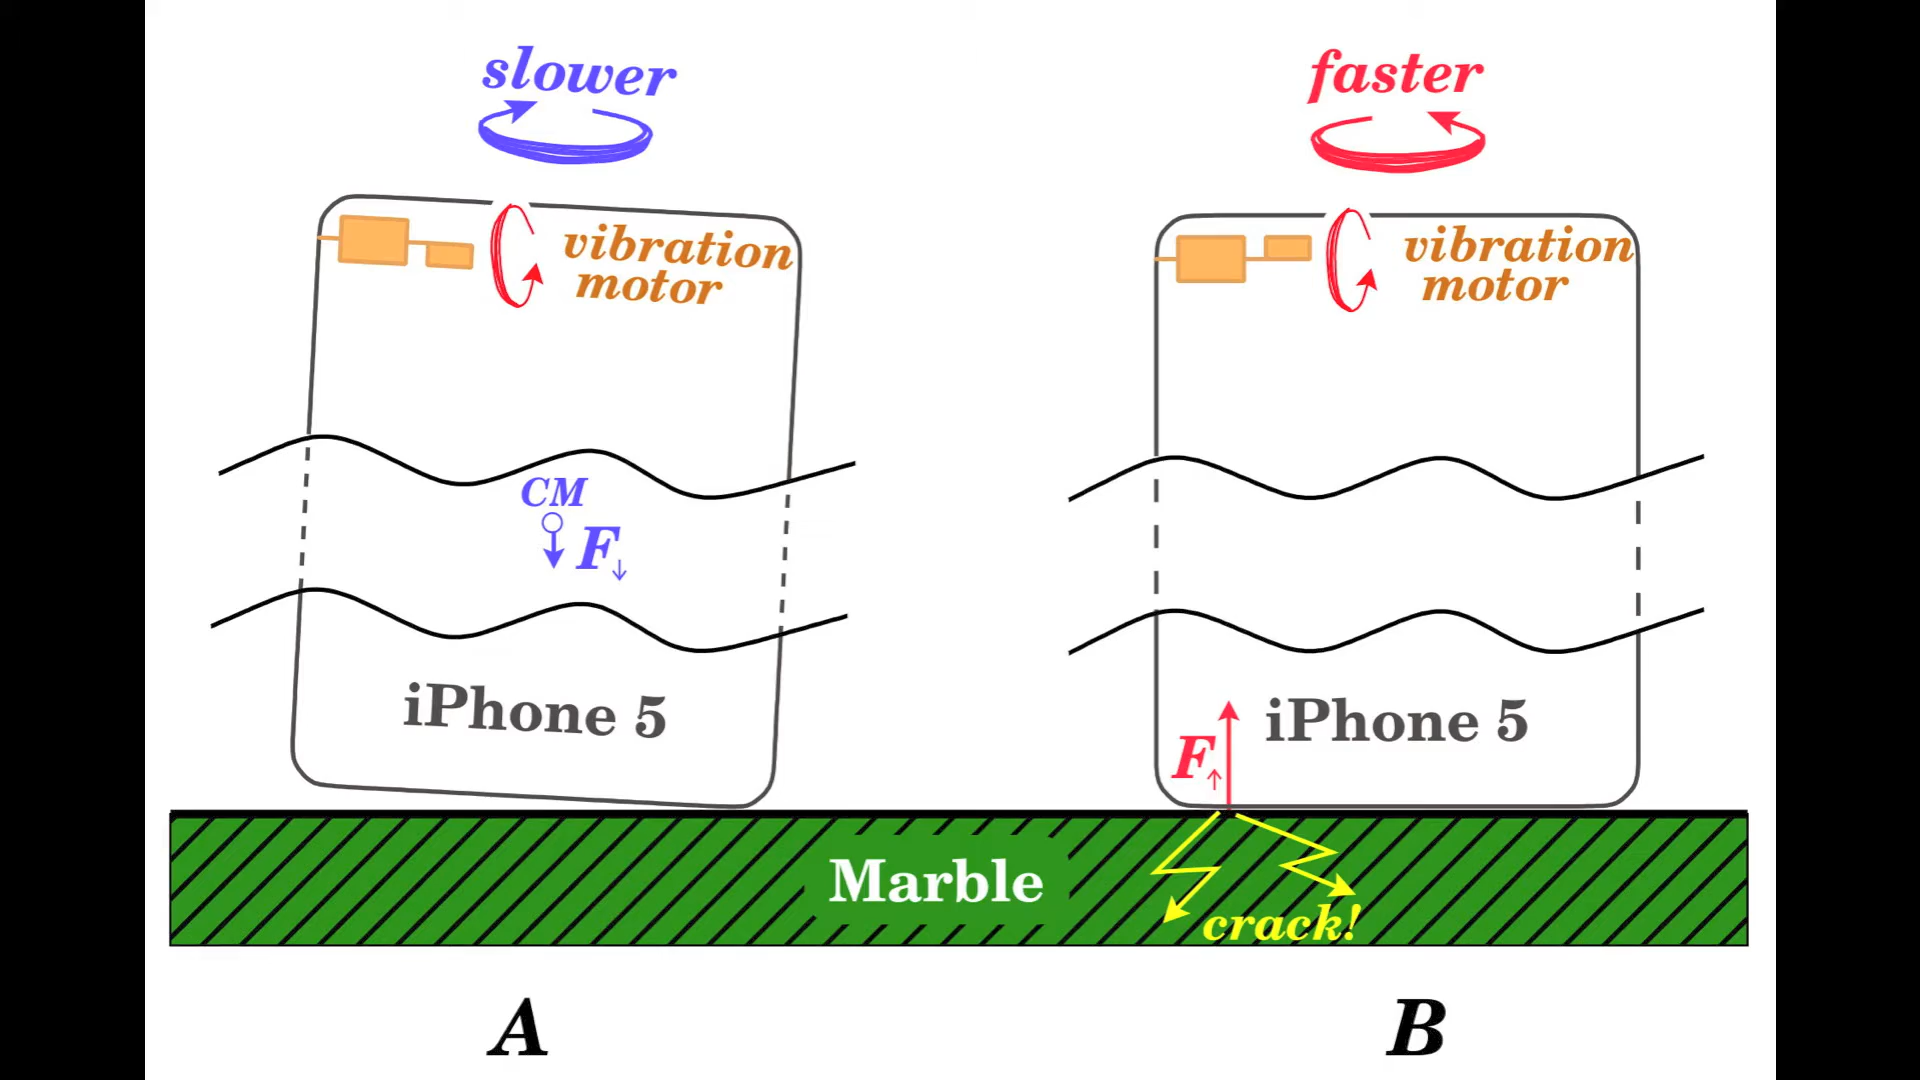 slower
faster
vibration
motor
vibration
motor
CM
F↓
iPhone 5
F↑
iPhone 5
Marble
crack!
A
B